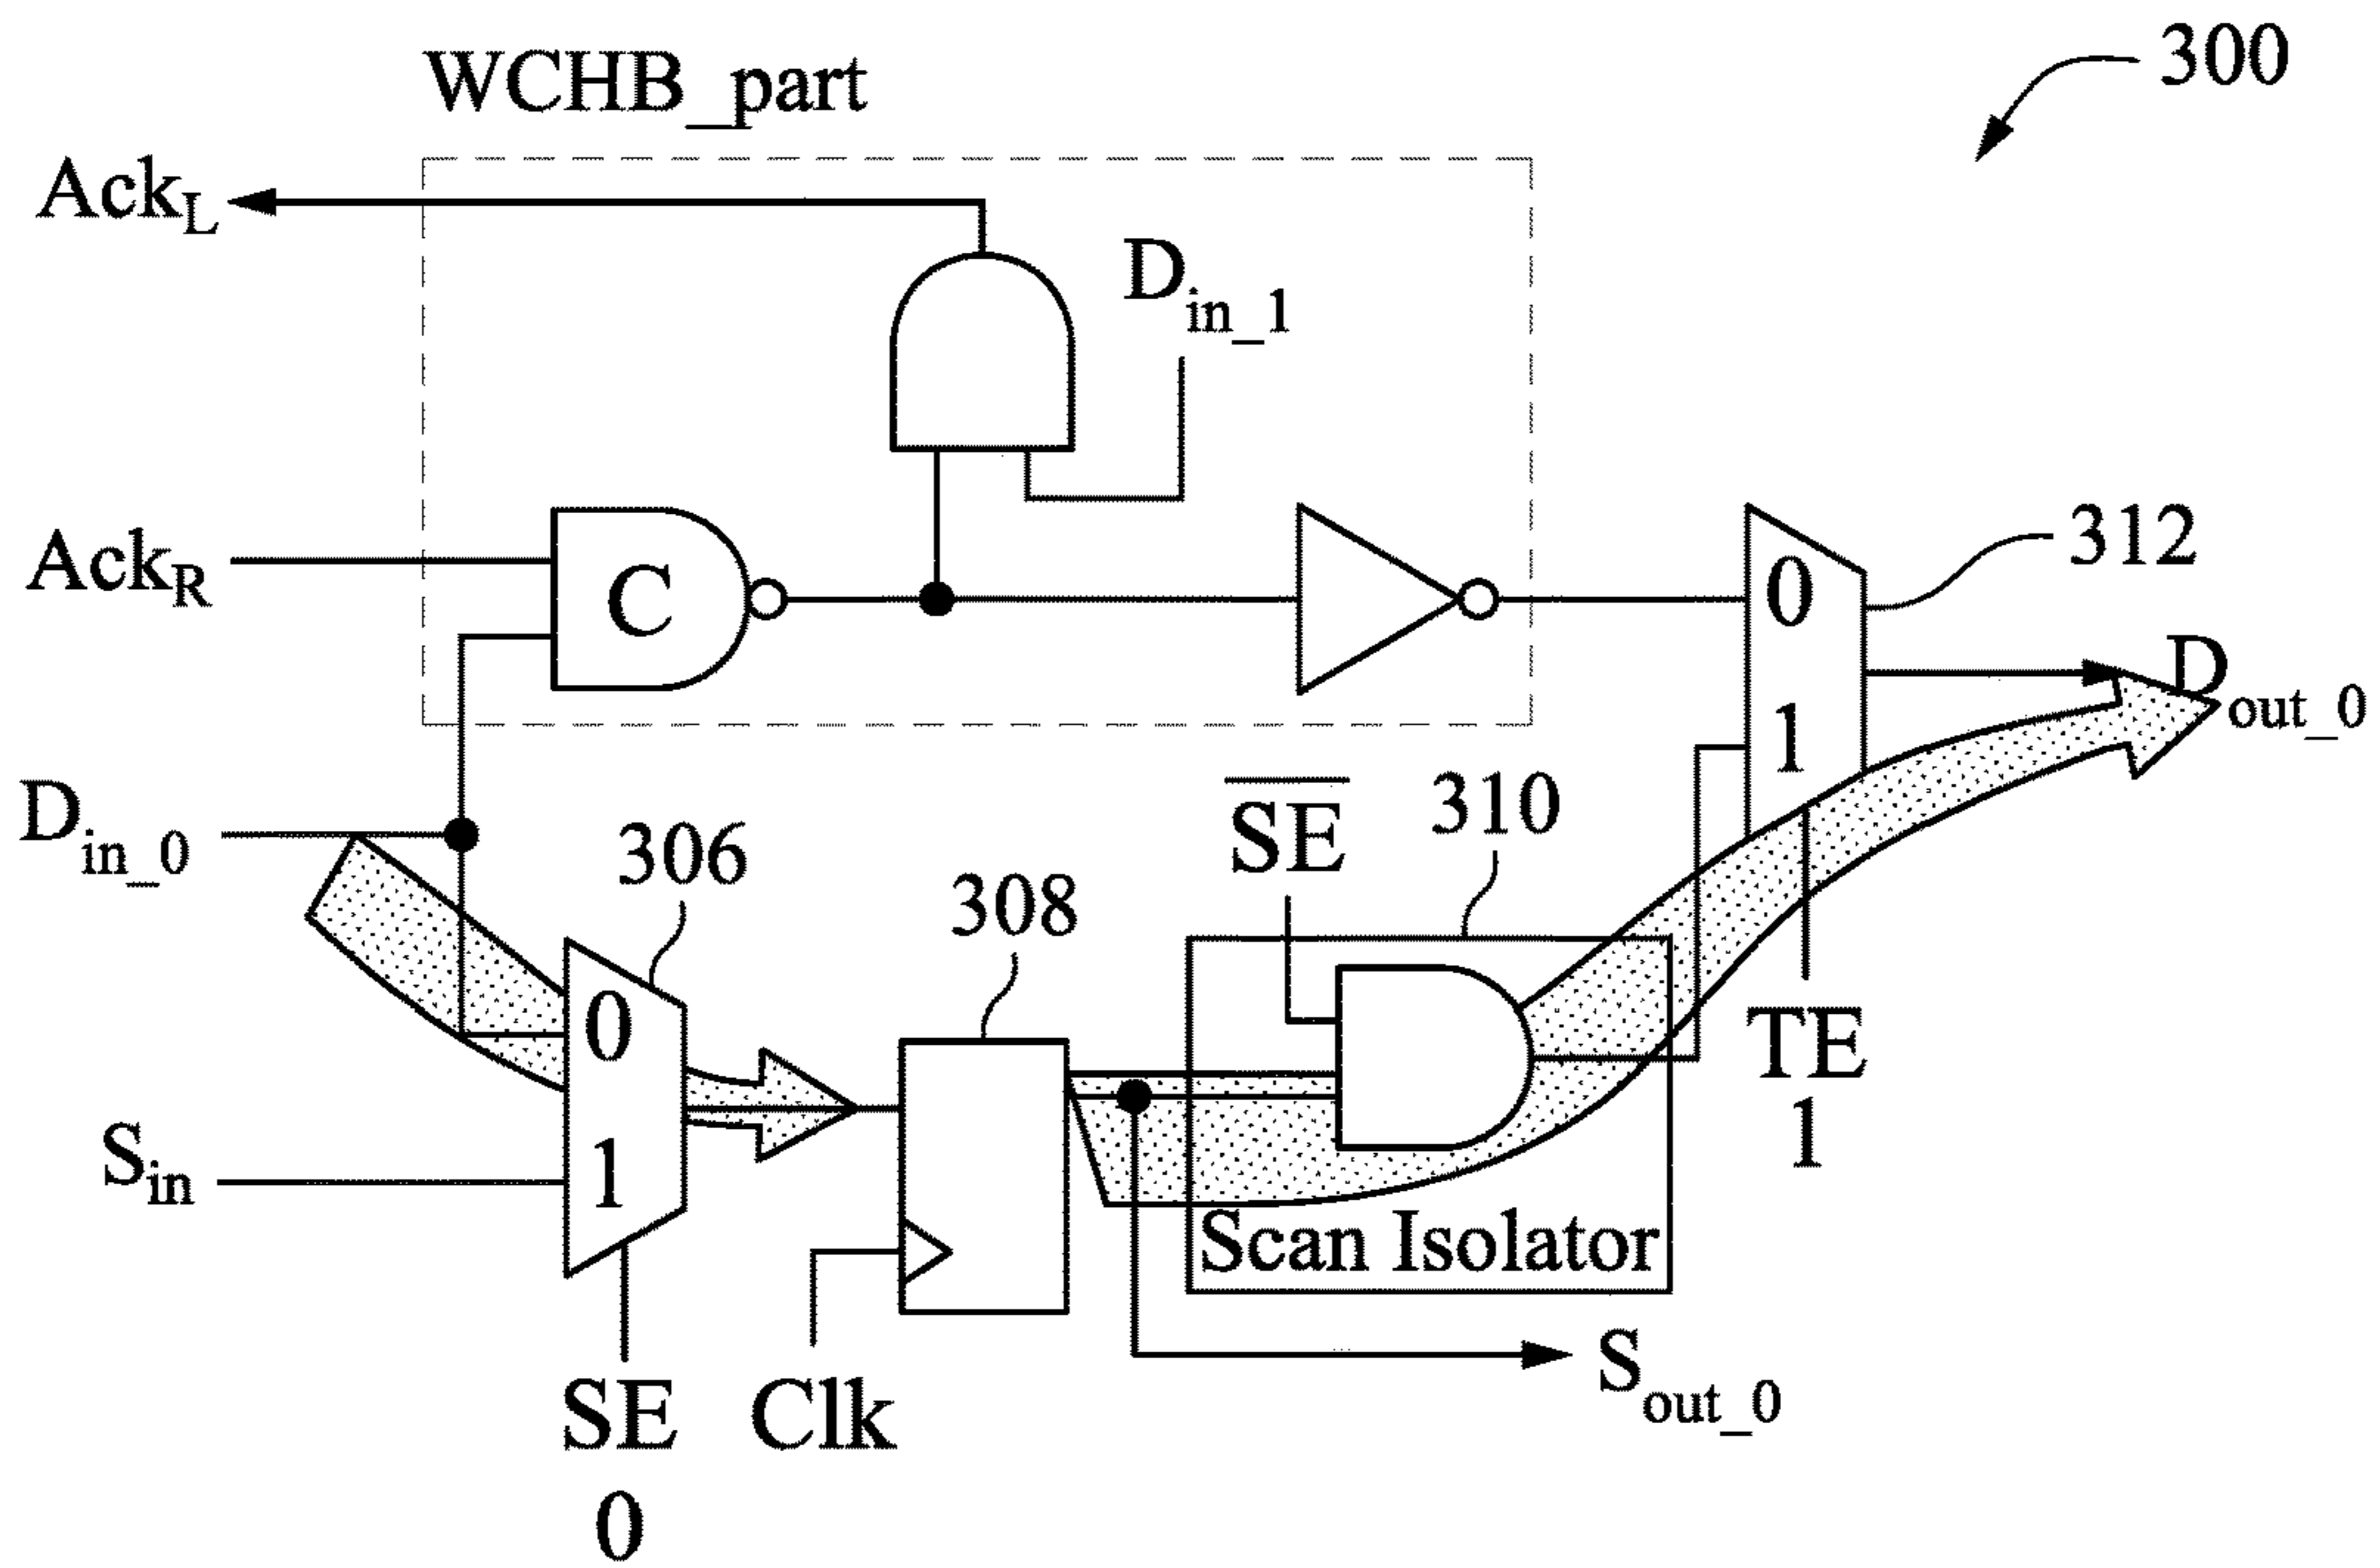 300
WCHB_part
Ack_L
D_in_1
Ack_R
C
0
312
D_out_0
1
D_in_0
306
SE
310
308
0
TE
1
S_in
1
Scan Isolator
SE
0
Clk
S_out_0